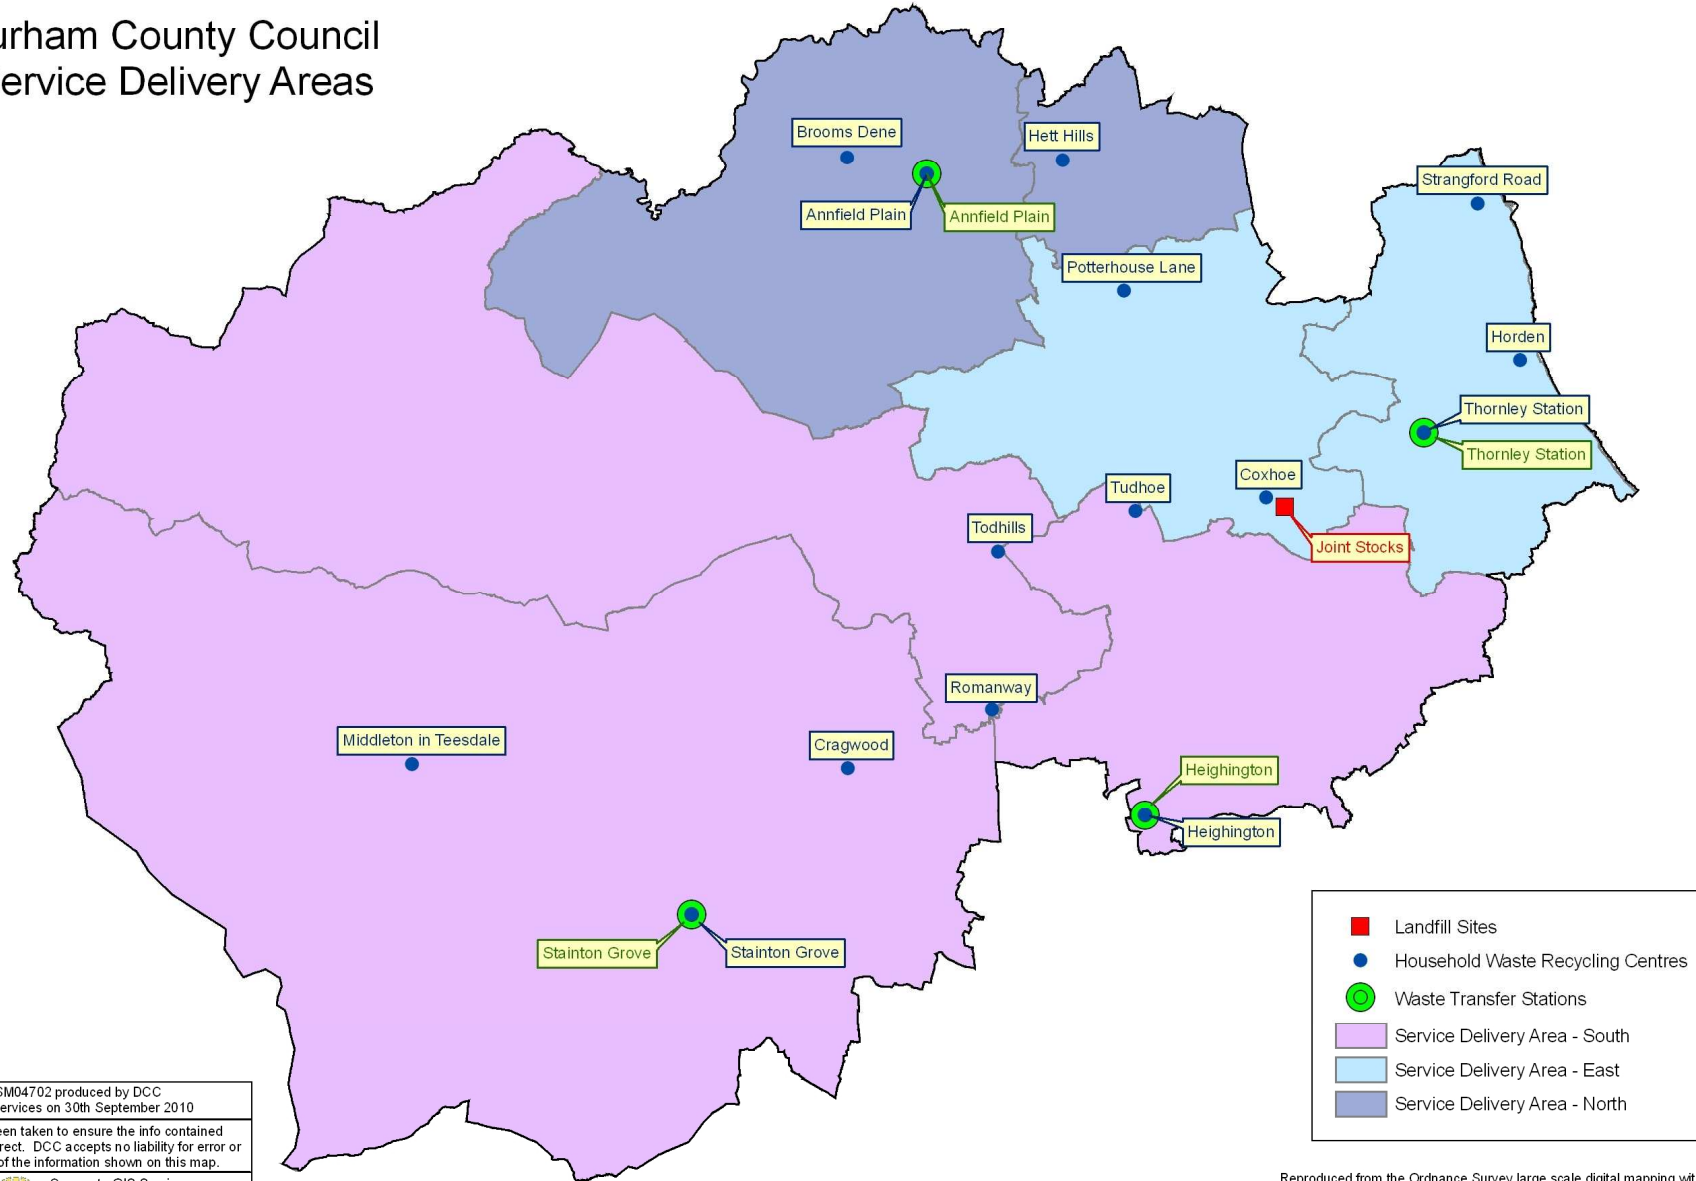 urham County Council
ervice Delivery Areas
Brooms Dene
Hett Hills
Strangford Road
Annfield Plain
Annfield Plain
Potterhouse Lane
Horden
Thornley Station
Thornley Station
Coxhoe
Tudhoe
Todhills
Joint Stocks
Romanway
Middleton in Teesdale
Cragwood
Heighington
Heighington
Stainton Grove
Stainton Grove
Landfill Sites
Household Waste Recycling Centres
Waste Transfer Stations
Service Delivery Area - South
Service Delivery Area - East
Service Delivery Area - North
SM04702 produced by DCC
ervices on 30th September 2010
en taken to ensure the info contained
rect. DCC accepts no liability for error or
of the information shown on this map.
Reproduced from the Ordnance Survey large scale digital mapping wit